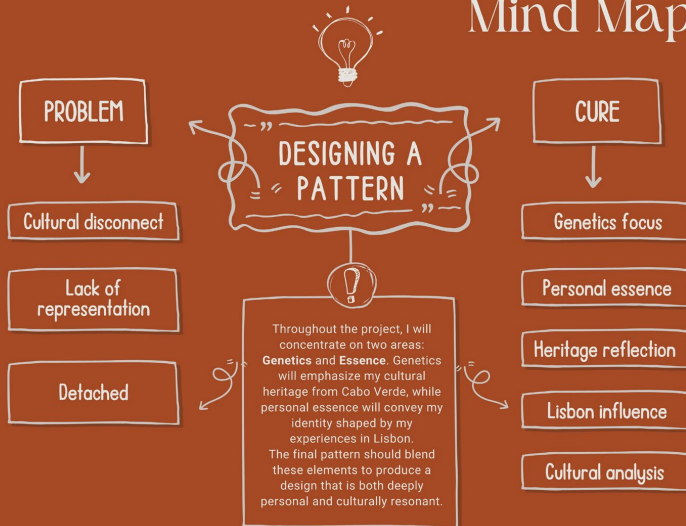 Mind Map
PROBLEM
Cultural disconnect
Lack of
representation
Detached
DESIGNING A
PATTERN
Throughout the project, I will
concentrate on two areas:
Genetics and Essence. Genetics
will emphasize my cultural
heritage from Cabo Verde, while
personal essence will convey my
identity shaped by my
experiences in Lisbon.
The final pattern should blend
these elements to produce a
design that is both deeply
personal and culturally resonant.
CURE
Genetics focus
Personal essence
Heritage reflection
Lisbon influence
Cultural analysis